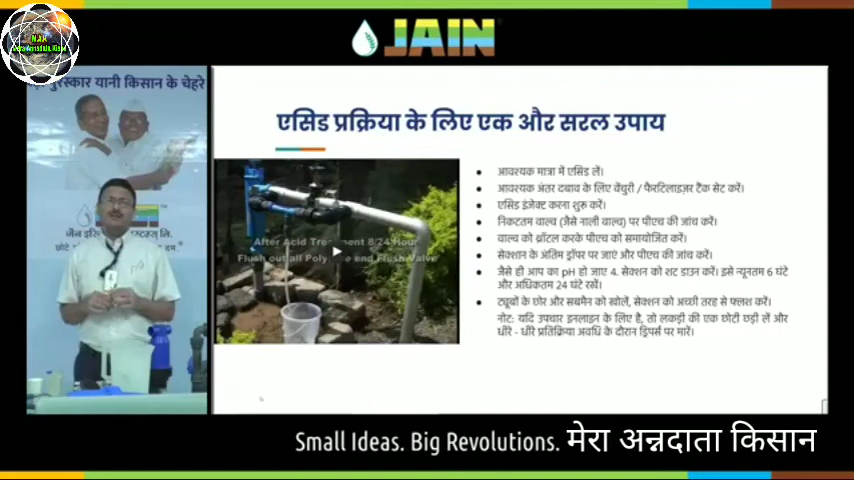 JAIN
पुरस्कार यानी किसान के चेहरे
एसिड प्रक्रिया के लिए एक और सरल उपाय
आवश्यक मात्रा में एसिड लें।
आवश्यक अंतर दबाव के लिए वेंचुरी / फैरटिलाइज़र टैंक सेट करें।
एसिड इंजेक्ट करना शुरू करें।
निकटतम वाल्व (जैसे नाली वाल्व) पर पीएच की जांच करें।
वाल्व को थ्रॉटल करके पीएच को समायोजित करें।
सेक्शान के अंतिम ड्रॉपर पर जाएं और पीएच की जांच करें।
जैसे ही आप का pH हो जाए 4. सेक्शन को शट डाउन करें। इसे न्यूनतम 6 घंटे
और अधिकतम 24 घंटे रखें।
ट्यूबों के छोर और सबमैन को खोलें, सेक्शन को अच्छी तरह से फ्लश करें।
नोट: यदि उपचार इनलाइन के लिए है, तो लकड़ी की एक छोटी छड़ी लें और
धीरे - धीरे प्रतिक्रिया अवधि के दौरान ड्रिपर्स पर मारें।
After Acid Treatment 8/24 Hour
Flush out all Poly end Flush Valve
Small Ideas. Big Revolutions. मेरा अन्नदाता किसान